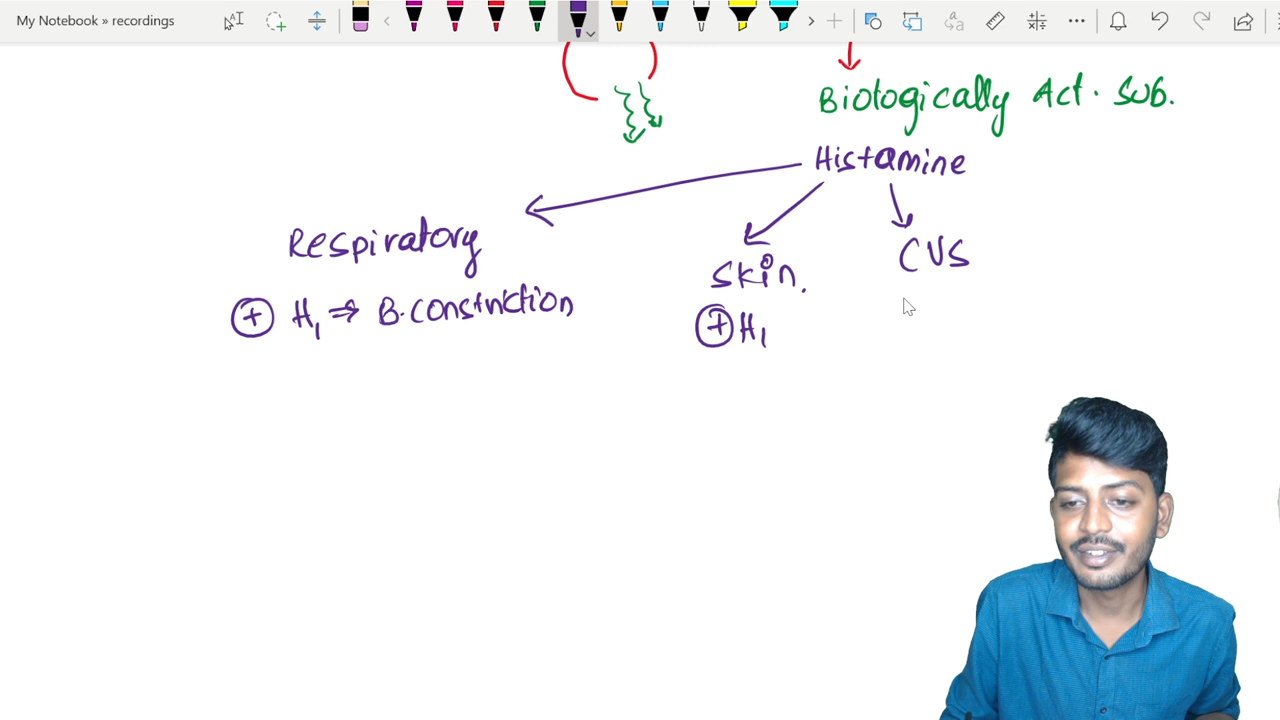 My Notebook » recordings
Biologically Act. Sub.
Histamine
Respiratory
Skin.
CVS
+ H1 ⇒ B.constriction
+ H1